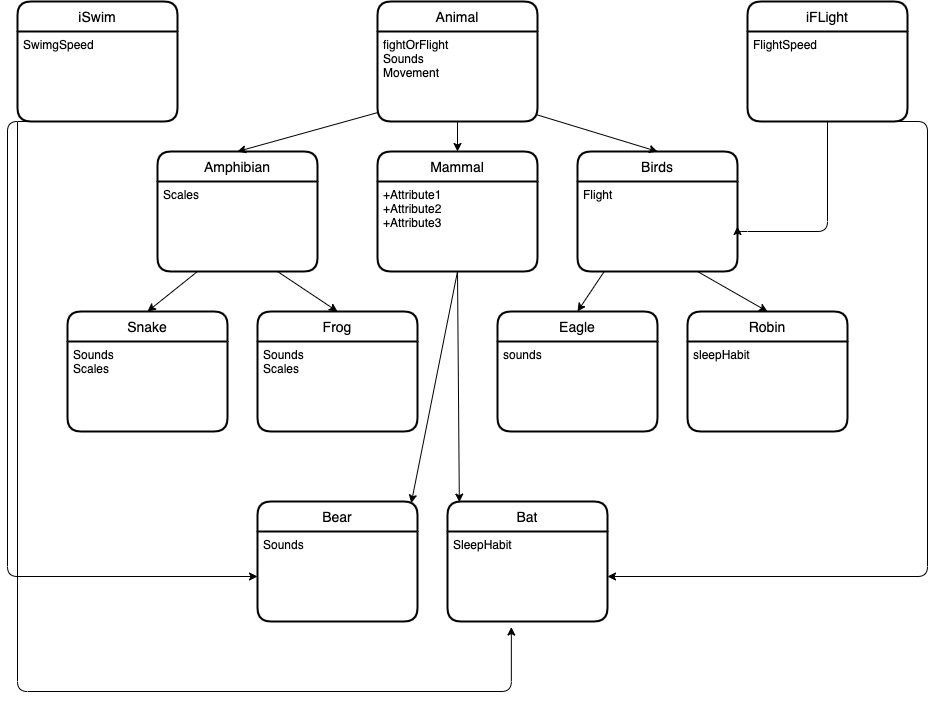 iSwim
SwimgSpeed
Animal
fightOrFlight
Sounds
Movement
iFLight
FlightSpeed
Amphibian
Scales
Mammal
+Attribute1
+Attribute2
+Attribute3
Birds
Flight
Snake
Sounds
Scales
Frog
Sounds
Scales
Eagle
sounds
Robin
sleepHabit
Bear
Sounds
Bat
SleepHabit